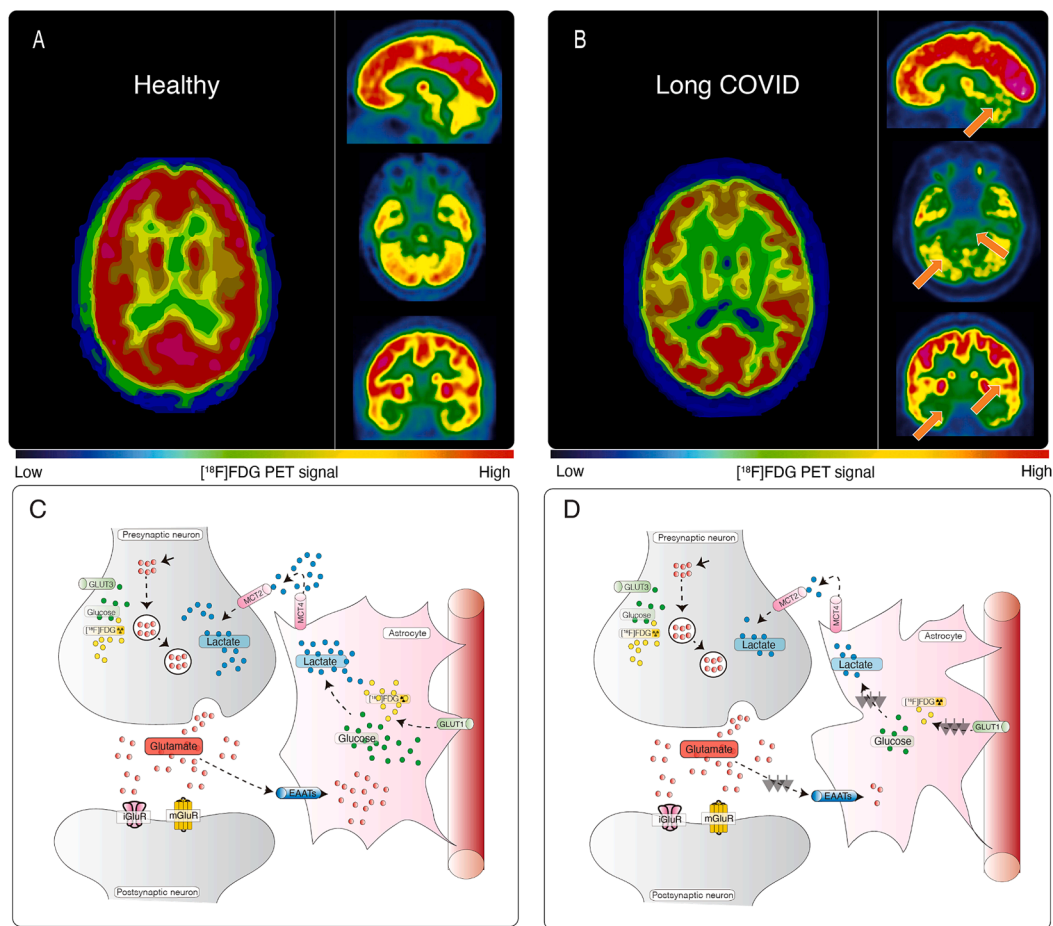 A
Healthy
B
Long COVID
Low
[¹⁸F]FDG PET signal
High
Low
[¹⁸F]FDG PET signal
High
C
Presynaptic neuron
GLUT3
Glucose
[¹⁸F]FDG
MCT2
MCT4
Lactate
Astrocyte
Lactate
[¹⁸F]FDG
GLUT1
Glucose
Glutamate
EAATs
iGluR
mGluR
Postsynaptic neuron
D
Presynaptic neuron
GLUT3
Glucose
[¹⁸F]FDG
MCT2
MCT4
Lactate
Astrocyte
Lactate
[¹⁸F]FDG
GLUT1
Glucose
Glutamate
EAATs
iGluR
mGluR
Postsynaptic neuron